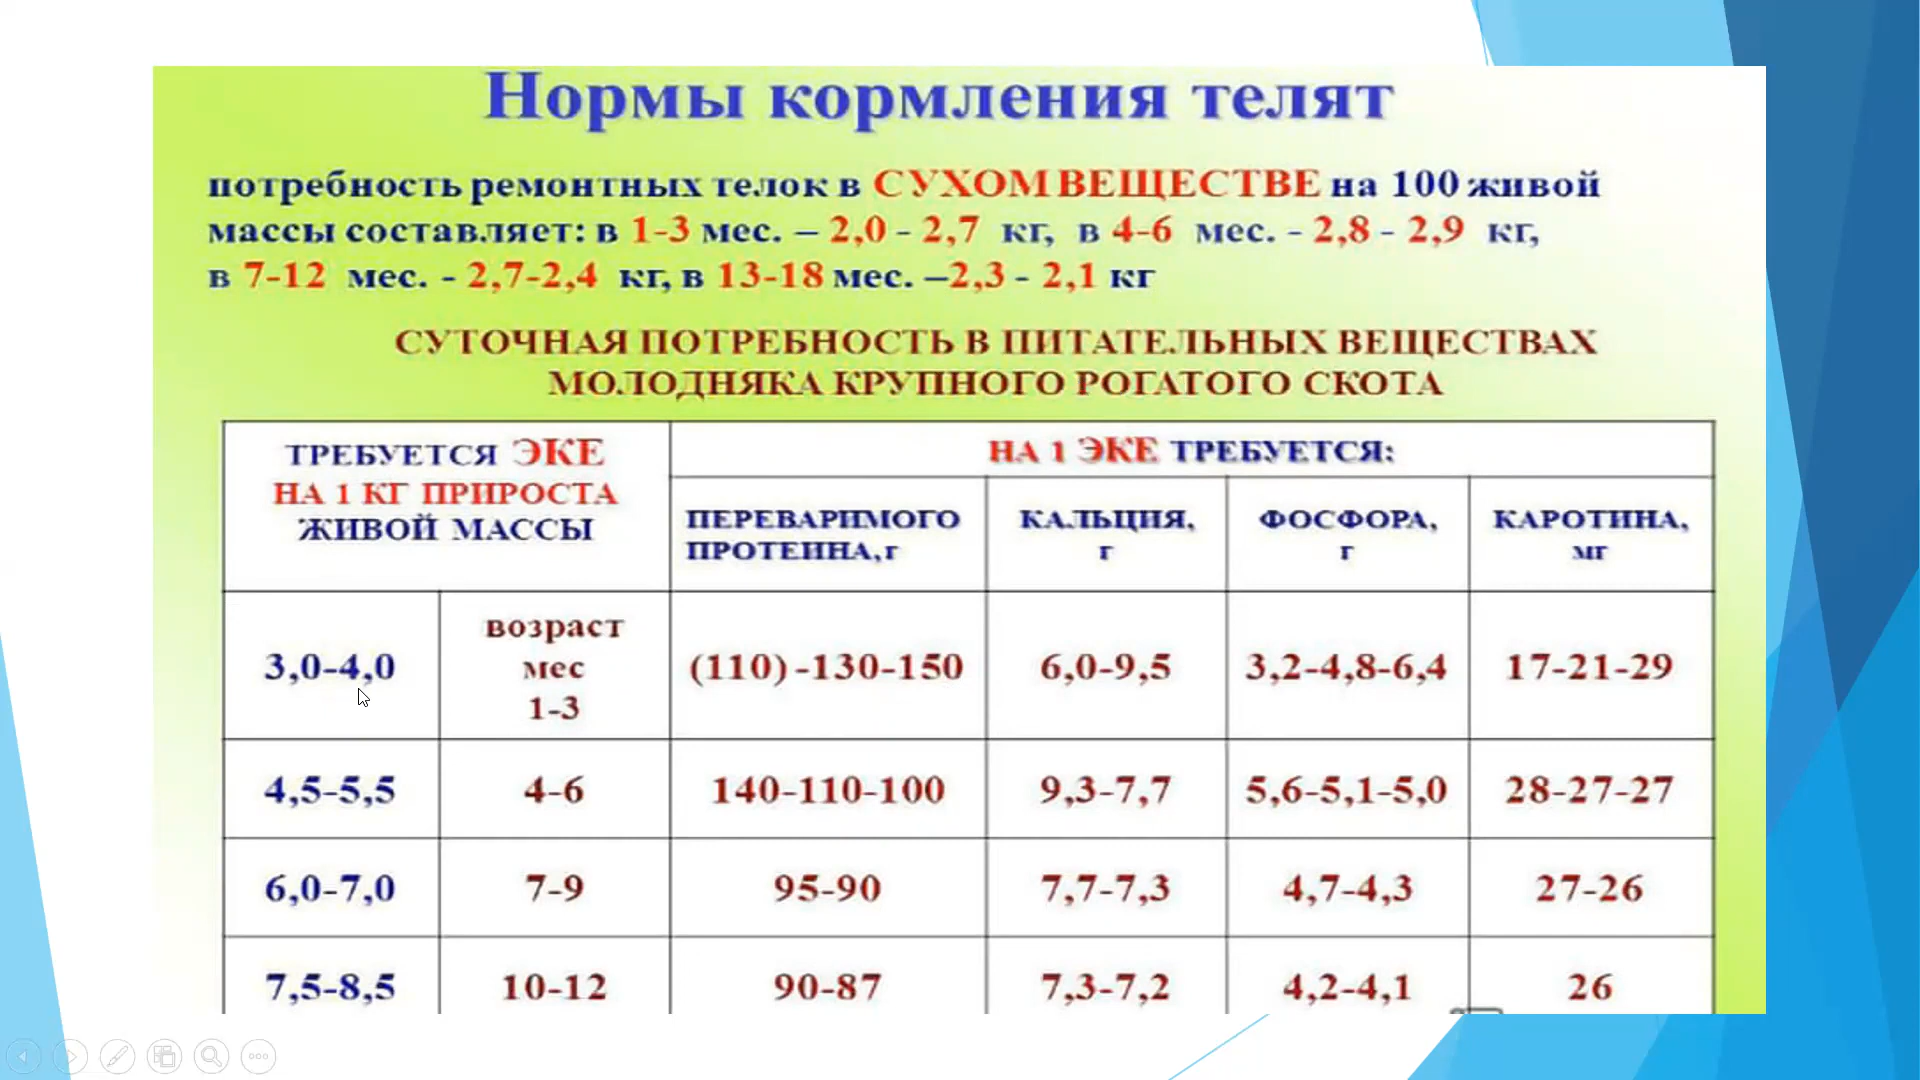 Нормы кормления телят
потребность ремонтных телок в СУХОМ ВЕЩЕСТВЕ на 100 живой
массы составляет: в 1-3 мес. – 2,0 - 2,7 кг, в 4-6 мес. - 2,8 - 2,9 кг,
в 7-12 мес. - 2,7-2,4 кг, в 13-18 мес. –2,3 - 2,1 кг
СУТОЧНАЯ ПОТРЕБНОСТЬ В ПИТАТЕЛЬНЫХ ВЕЩЕСТВАХ
МОЛОДНЯКА КРУПНОГО РОГАТОГО СКОТА
ТРЕБУЕТСЯ ЭКЕ
НА 1 КГ ПРИРОСТА
ЖИВОЙ МАССЫ
НА 1 ЭКЕ ТРЕБУЕТСЯ:
ПЕРЕВАРИМОГО
ПРОТЕИНА,г
КАЛЬЦИЯ,
г
ФОСФОРА,
г
КАРОТИНА,
мг
3,0-4,0
возраст
мес
1-3
(110) -130-150
6,0-9,5
3,2-4,8-6,4
17-21-29
4,5-5,5
4-6
140-110-100
9,3-7,7
5,6-5,1-5,0
28-27-27
6,0-7,0
7-9
95-90
7,7-7,3
4,7-4,3
27-26
7,5-8,5
10-12
90-87
7,3-7,2
4,2-4,1
26